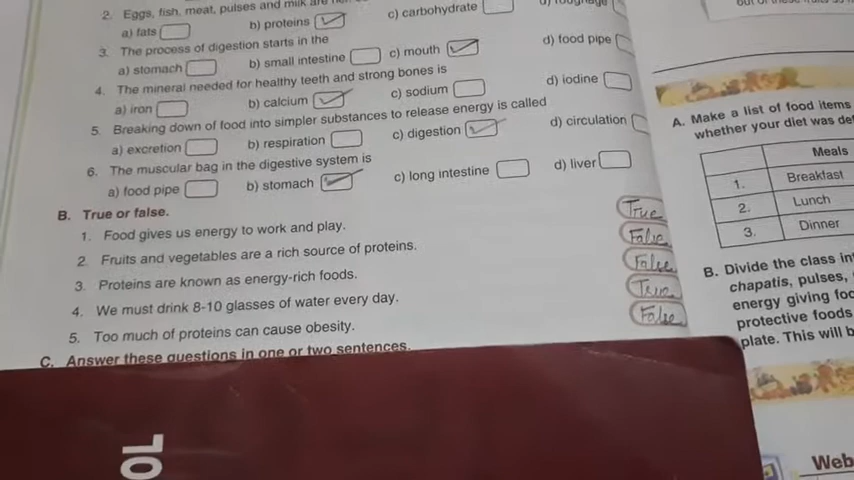 2. Eggs, fish, meat, pulses and milk are
a) fats b) proteins c) carbohydrate d) roughage
3. The process of digestion starts in the
a) stomach b) small intestine c) mouth d) food pipe
4. The mineral needed for healthy teeth and strong bones is
a) iron b) calcium c) sodium d) iodine
5. Breaking down of food into simpler substances to release energy is called
a) excretion b) respiration c) digestion d) circulation
6. The muscular bag in the digestive system is
a) food pipe b) stomach c) long intestine d) liver
B. True or false.
1. Food gives us energy to work and play. True
2. Fruits and vegetables are a rich source of proteins. False
3. Proteins are known as energy-rich foods. False
4. We must drink 8-10 glasses of water every day. True
5. Too much of proteins can cause obesity. False
C. Answer these questions in one or two sentences.
OL
A. Make a list of food items
whether your diet was
Meals
1. Breakfast
2. Lunch
3. Dinner
B. Divide the class in
chapatis, pulses,
energy giving
protective foods
plate. This will
Web